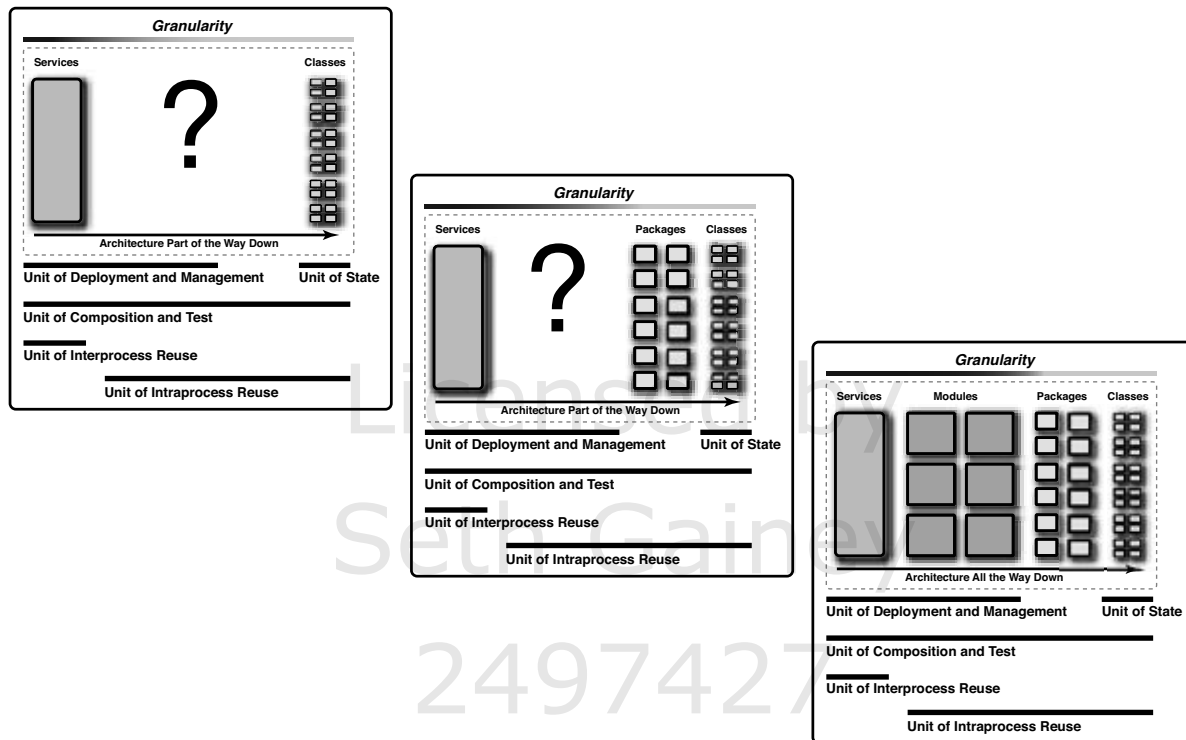 Granularity
Services
Classes
?
Architecture Part of the Way Down
Unit of Deployment and Management
Unit of State
Unit of Composition and Test
Unit of Interprocess Reuse
Unit of Intraprocess Reuse
Granularity
Services
Packages
Classes
?
Architecture Part of the Way Down
Unit of Deployment and Management
Unit of State
Unit of Composition and Test
Unit of Interprocess Reuse
Unit of Intraprocess Reuse
Granularity
Services
Modules
Packages
Classes
Architecture All the Way Down
Unit of Deployment and Management
Unit of State
Unit of Composition and Test
Unit of Interprocess Reuse
Unit of Intraprocess Reuse
Licensed by
Seth Gainey
2497427